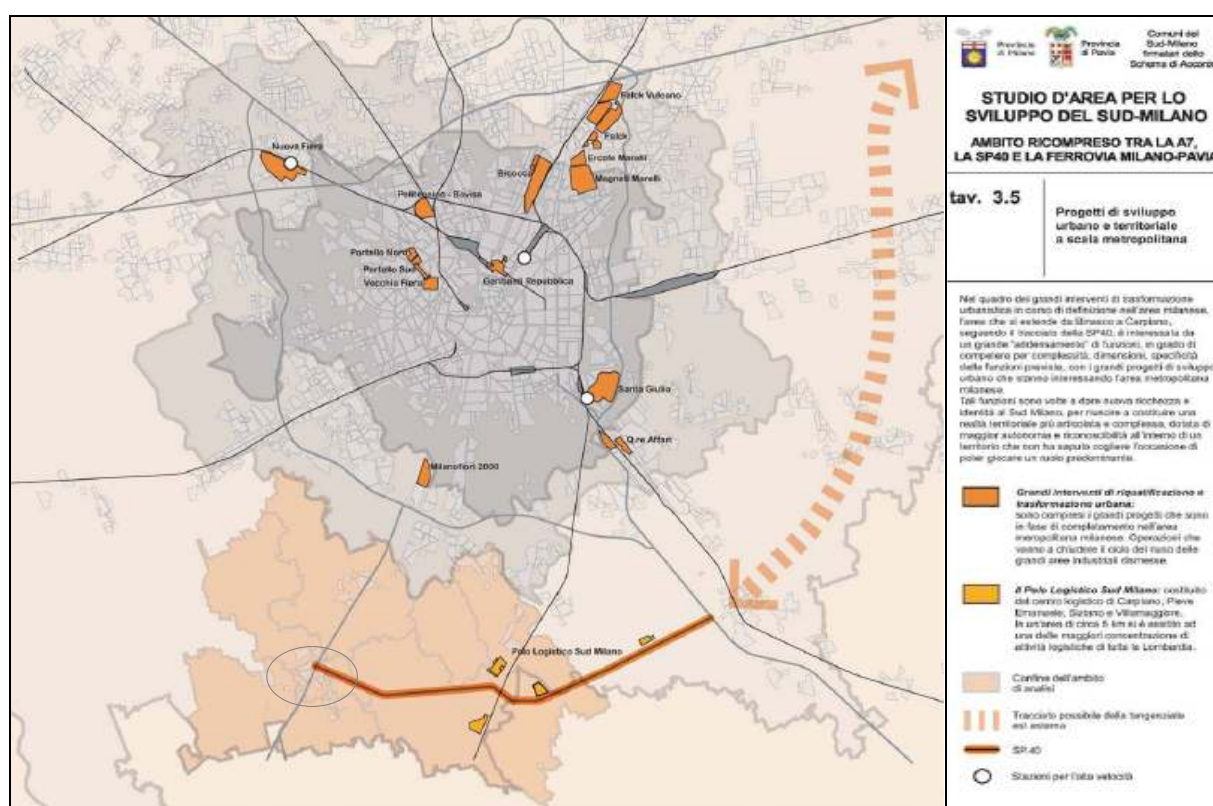 Falck Vulcano
Nuova Fiera
Falck
Ercole Marelli
Bicocca
Magneti Marelli
Politecnico - Bovisa
Portello Nord
Portello Sud
Vecchia Fiera
Garibaldi Repubblica
Santa Giulia
Q.re Affari
Milanofiori 2000
Polo Logistico Sud Milano
Provincia
di Milano
Provincia
di Pavia
Comuni del
Sud-Milano
firmatari dello
Schema di Accordo
STUDIO D'AREA PER LO
SVILUPPO DEL SUD-MILANO
AMBITO RICOMPRESO TRA LA A7,
LA SP40 E LA FERROVIA MILANO-PAVIA
tav. 3.5
Progetti di sviluppo
urbano e territoriale
a scala metropolitana
Nel quadro dei grandi interventi di trasformazione
urbanistica in corso di definizione nell'area milanese,
l'area che si estende da Binasco a Carpiano,
seguendo il tracciato della SP40, è interessata da
un grande "addensamento" di funzioni, in grado di
competere per complessità, dimensioni, specificità
delle funzioni previste, con i grandi progetti di sviluppo
urbano che stanno interessando l'area metropolitana
milanese.
Tali funzioni sono volte a dare nuova ricchezza e
identità al Sud Milano, per riuscire a costituire una
realtà territoriale più articolata e complessa, dotata di
maggior autonomia e riconoscibilità all'interno di un
territorio che non ha saputo cogliere l'occasione di
poter giocare un ruolo predominante.
Grandi interventi di riqualificazione e
trasformazione urbana:
sono compresi i grandi progetti che sono
in fase di completamento nell'area
metropolitana milanese. Operazioni che
vanno a chiudere il ciclo del riuso delle
grandi aree industriali dismesse.
Il Polo Logistico Sud Milano: costituito
dal centro logistico di Carpiano, Pieve
Emanuele, Siziano e Villamaggiore.
In un'area di circa 5 km si è assistito ad
una delle maggiori concentrazione di
attività logistiche di tutta la Lombardia.
Confine dell'ambito
di analisi
Tracciato possibile della tangenziale
est esterna
SP.40
Stazioni per l'alta velocità